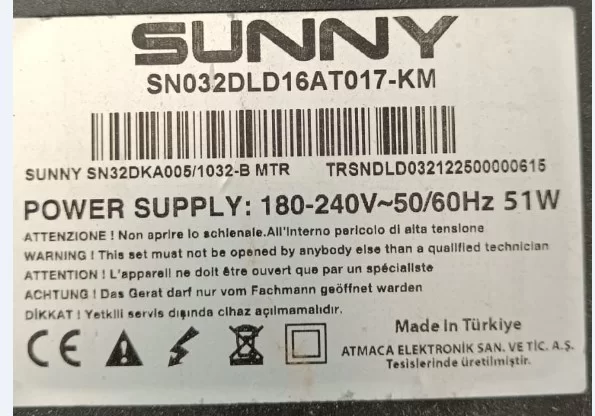 SUNNY
SN032DLD16AT017-KM
SUNNY SN32DKA005/1032-B MTR TRSNDLD032122500000615
POWER SUPPLY: 180-240V~50/60Hz 51W
ATTENZIONE ! Non aprire lo schienale.All'interno pericolo di alta tensione
WARNING ! This set must not be opened by anybody else than a qualified technician
ATTENTION ! L'appareil ne doit être ouvert que par un spécialiste
ACHTUNG ! Das Gerat darf nur vom Fachmann geöffnet warden
DİKKAT ! Yetkili servis dışında cihaz açılmamalıdır.
CE
Made in Türkiye
ATMACA ELEKTRONİK SAN. VE TİC. A.Ş.
Tesislerinde üretilmiştir.